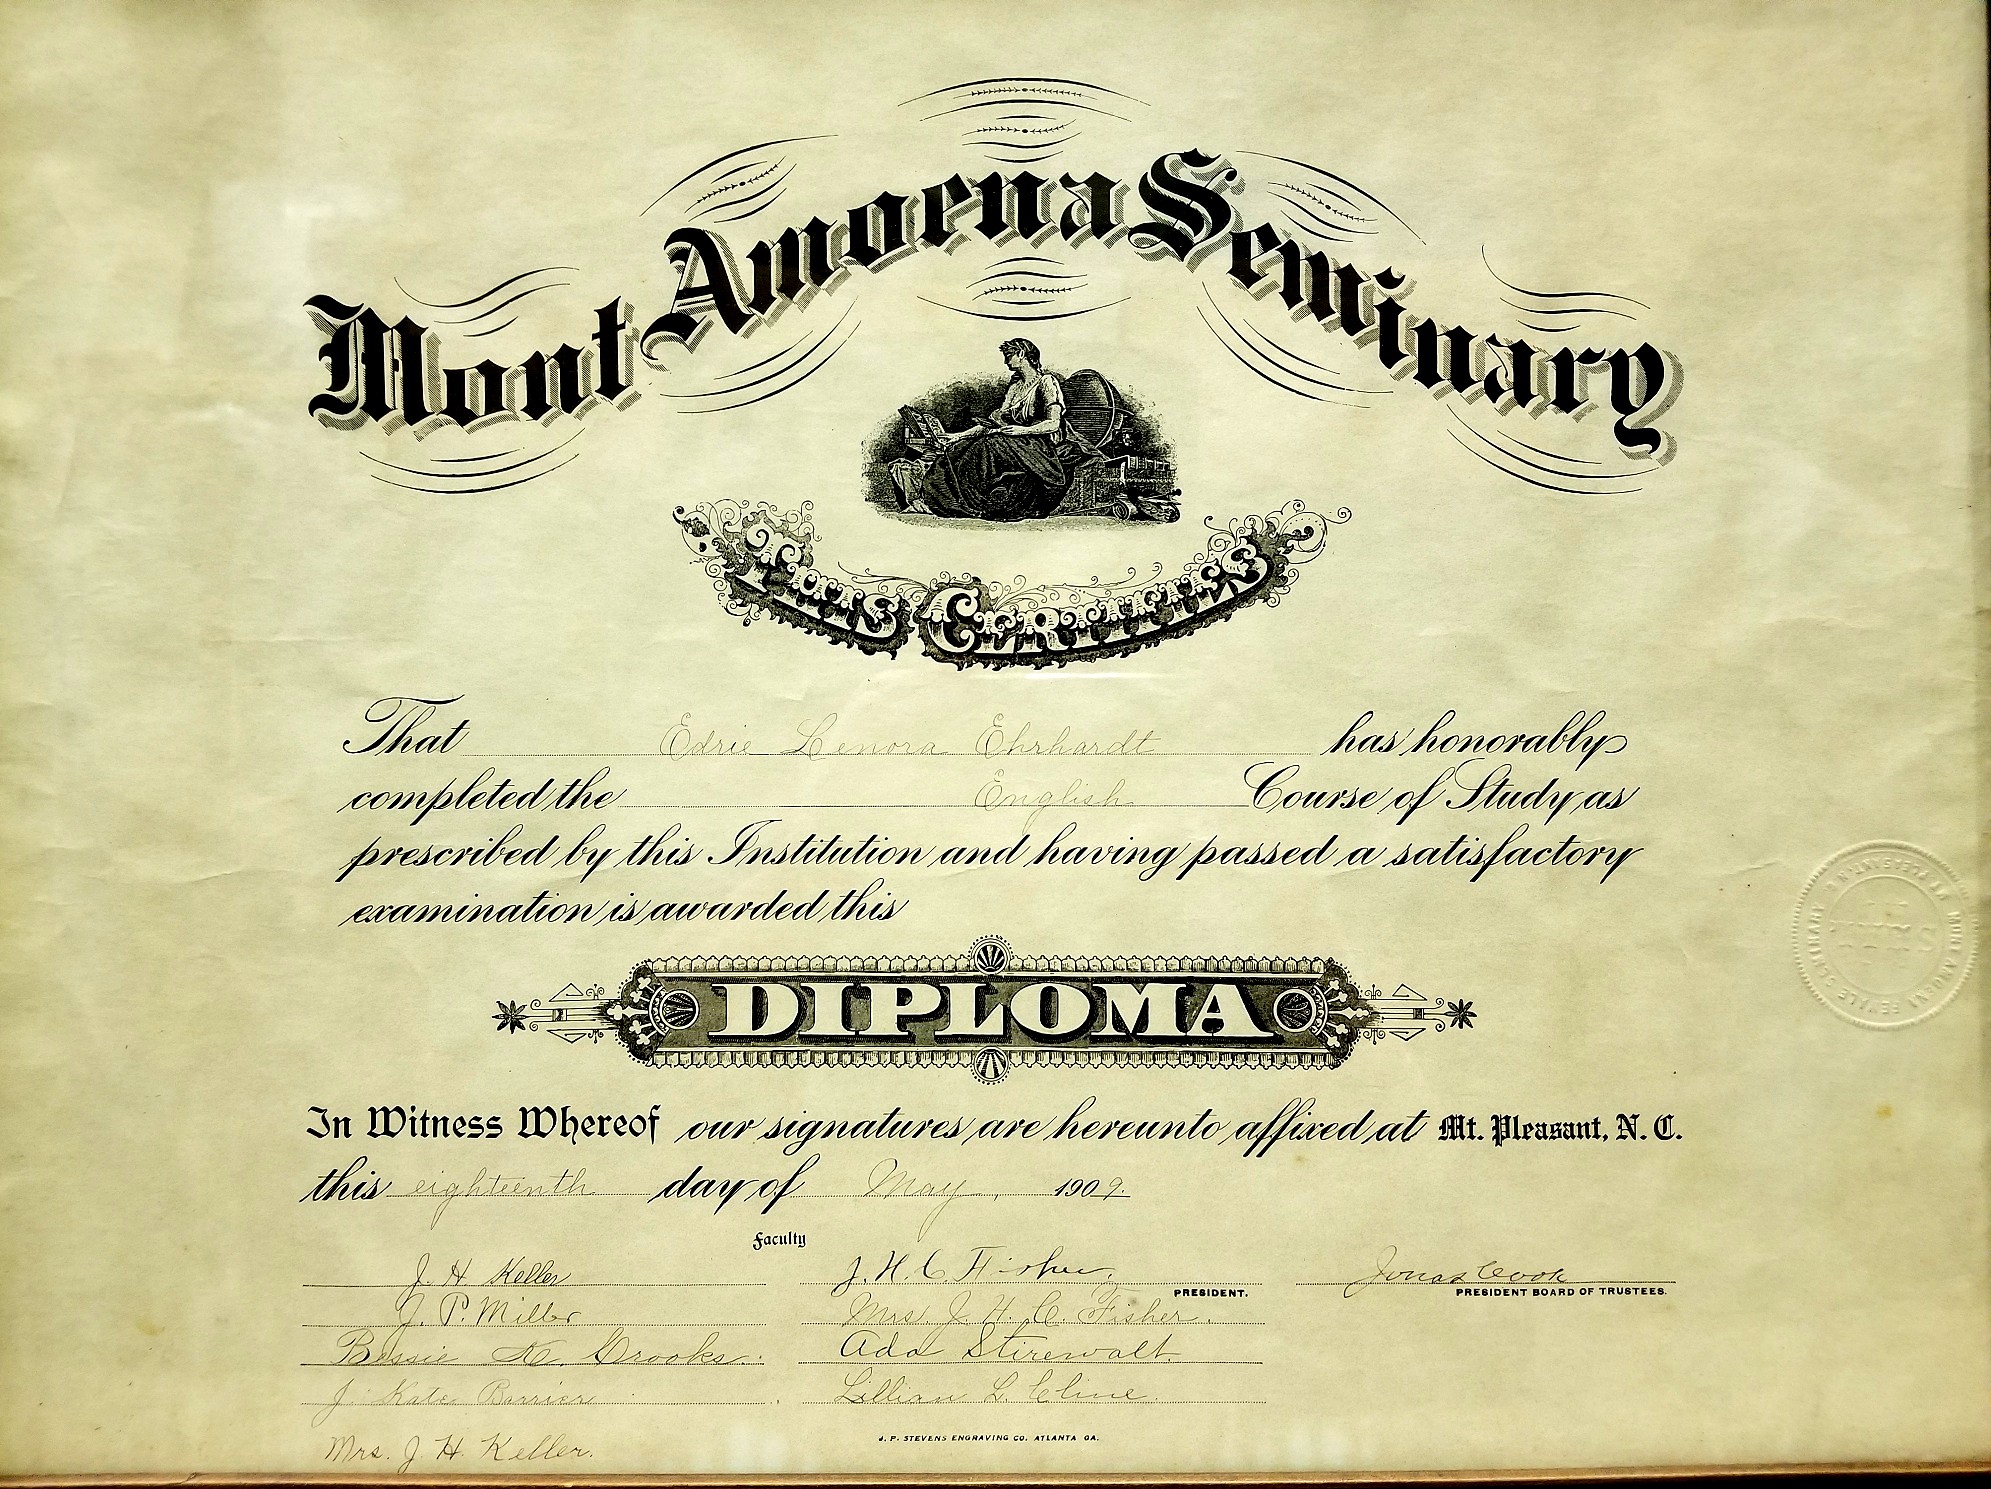 Mont Amoena Seminary
This Certifies
That Edrie Lenora Ehrhardt has honorably
completed the English Course of Study, as
prescribed by this Institution and having passed a satisfactory
examination is awarded this
DIPLOMA
In Witness Whereof our signatures are hereunto affixed at Mt. Pleasant, N. C.
this eighteenth day of May, 1909.
Faculty
J. H. Keller
J. H. C. Fisher.
PRESIDENT.
Jonas Cook
PRESIDENT BOARD OF TRUSTEES.
J. P. Miller
Mrs. J. H. C. Fisher.
Bessie K. Crooks.
Ada Stirewalt.
J. Kate Barrier
Lillian L. Cline.
Mrs. J. H. Keller.
J. P. STEVENS ENGRAVING CO. ATLANTA GA.